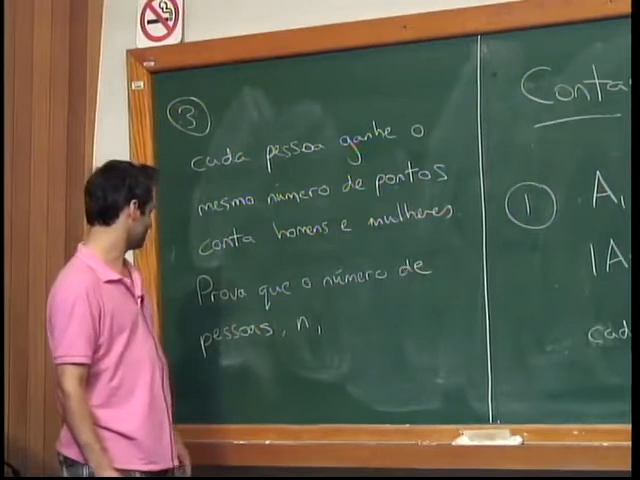 3
cada pessoa ganhe o
mesmo número de pontos
conta homens e mulheres
Prova que o número de
pessoas, n,
Conta
1
A,
|A
cad